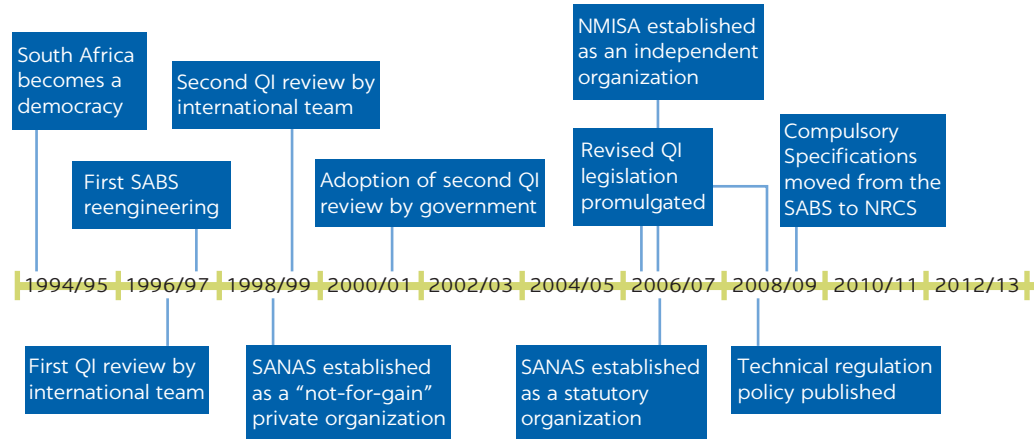 South Africa
becomes a
democracy
Second QI review by
international team
NMISA established
as an independent
organization
First SABS
reengineering
Adoption of second QI
review by government
Revised QI
legislation
promulgated
Compulsory
Specifications
moved from the
SABS to NRCS
1994/95 1996/97 1998/99 2000/01 2002/03 2004/05 2006/07 2008/09 2010/11 2012/13
First QI review by
international team
SANAS established
as a “not-for-gain”
private organization
SANAS established
as a statutory
organization
Technical regulation
policy published